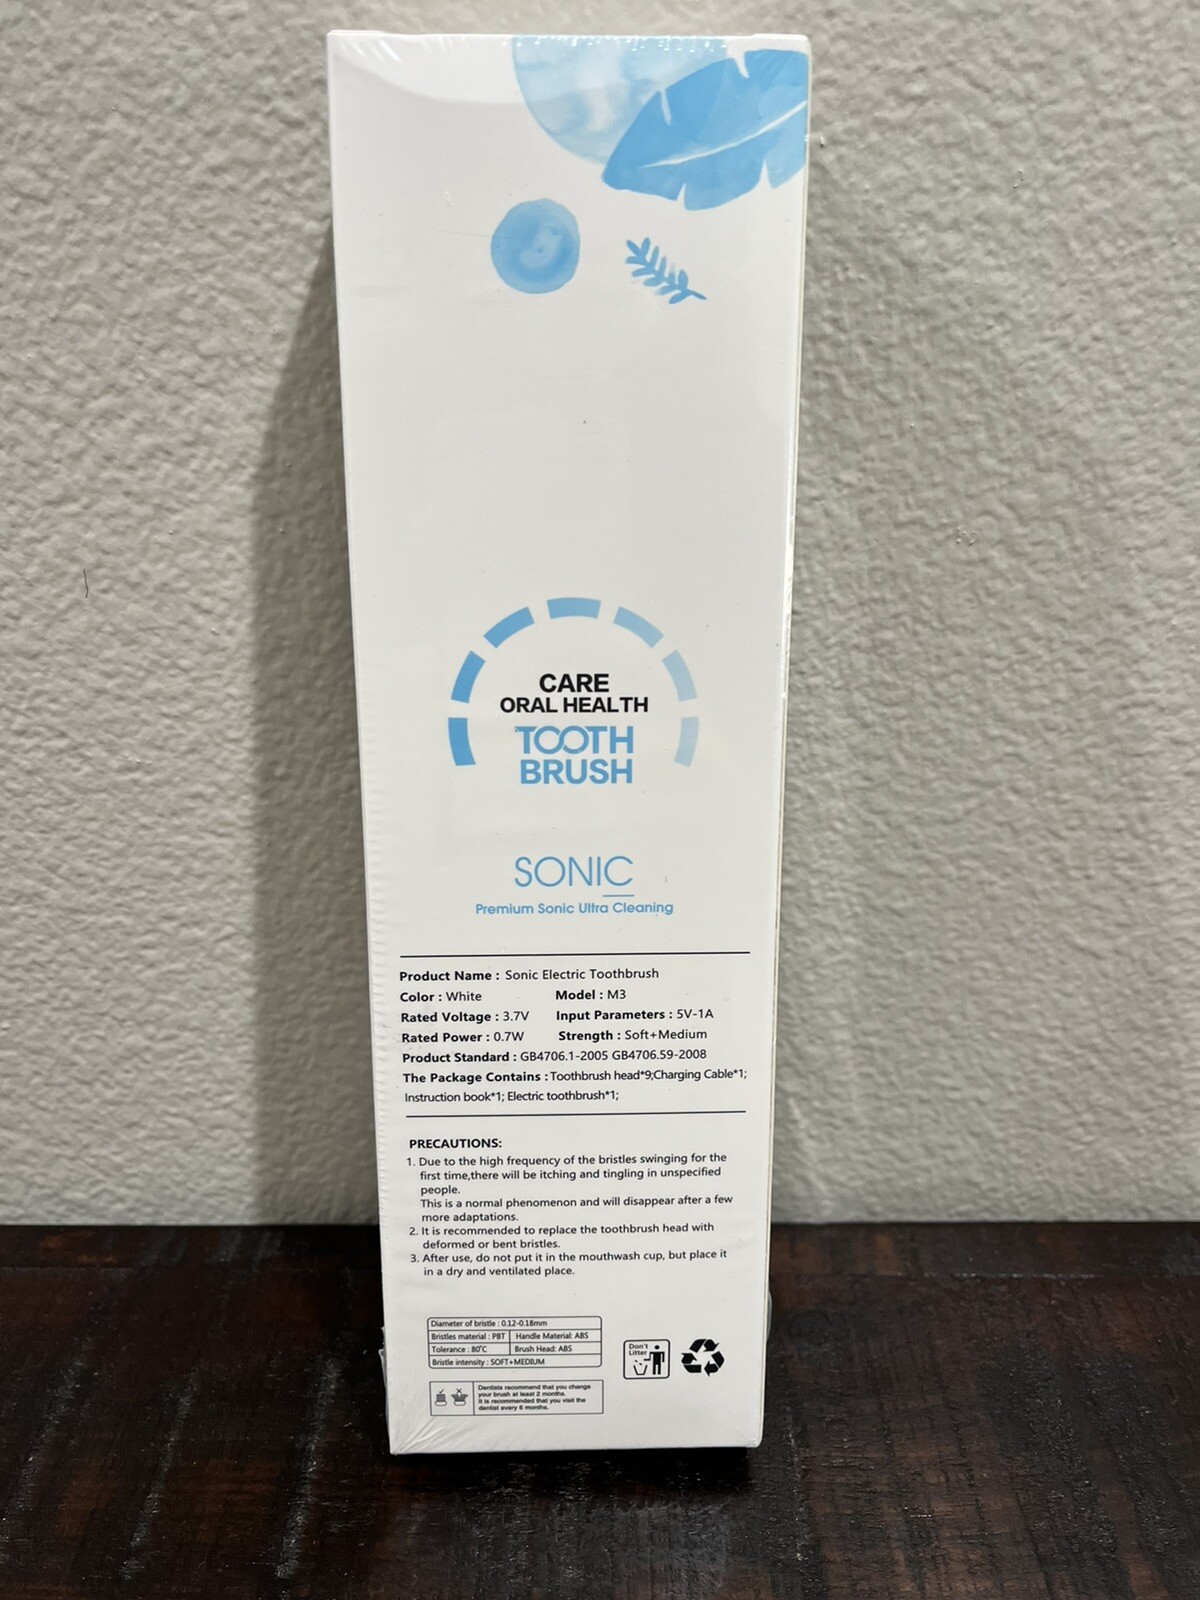 CARE
ORAL HEALTH
TOOTH
BRUSH
SONIC
Premium Sonic Ultra Cleaning
Product Name : Sonic Electric Toothbrush
Color : White Model : M3
Rated Voltage : 3.7V Input Parameters : 5V-1A
Rated Power : 0.7W Strength : Soft+Medium
Product Standard : GB4706.1-2005 GB4706.59-2008
The Package Contains : Toothbrush head*9;Charging Cable*1;
Instruction book*1; Electric toothbrush*1;
PRECAUTIONS:
1. Due to the high frequency of the bristles swinging for the
first time,there will be itching and tingling in unspecified
people.
This is a normal phenomenon and will disappear after a few
more adaptations.
2. It is recommended to replace the toothbrush head with
deformed or bent bristles.
3. After use, do not put it in the mouthwash cup, but place it
in a dry and ventilated place.
Diameter of bristle : 0.12-0.18mm
Bristles material : PBT Handle Material: ABS
Tolerance : 80°C Brush Head: ABS
Bristle intensity : SOFT+MEDIUM
Don't
Litter
Dentists recommend that you change
your brush at least 2 months.
It is recommended that you visit the
dentist every 6 months.